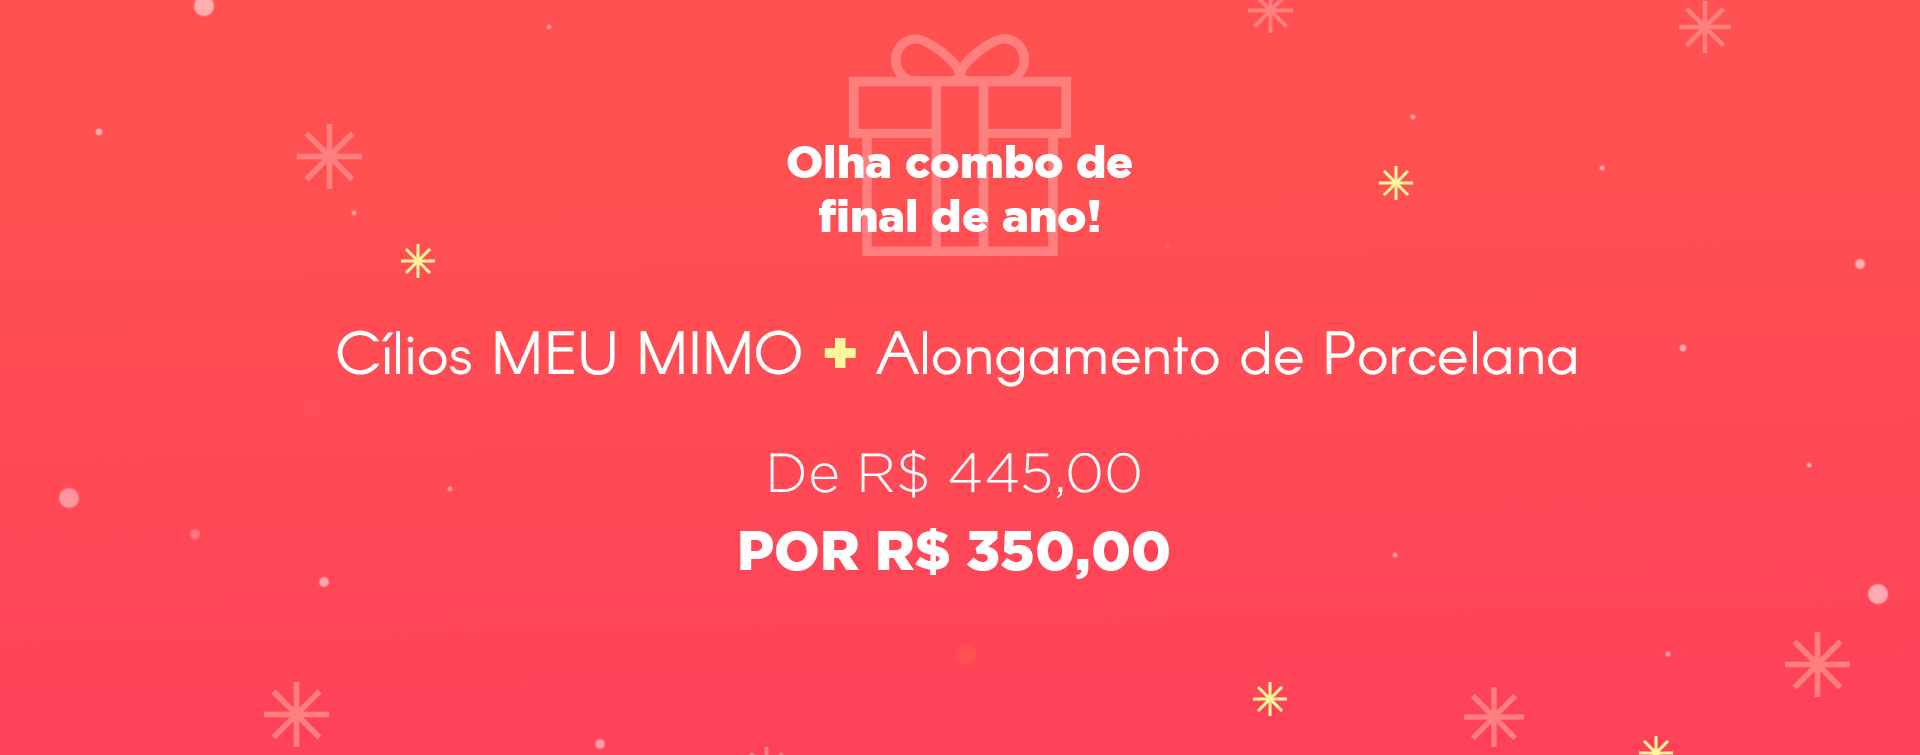 Olha combo de
final de ano!
Cílios MEU MIMO + Alongamento de Porcelana
De R$ 445,00
POR R$ 350,00